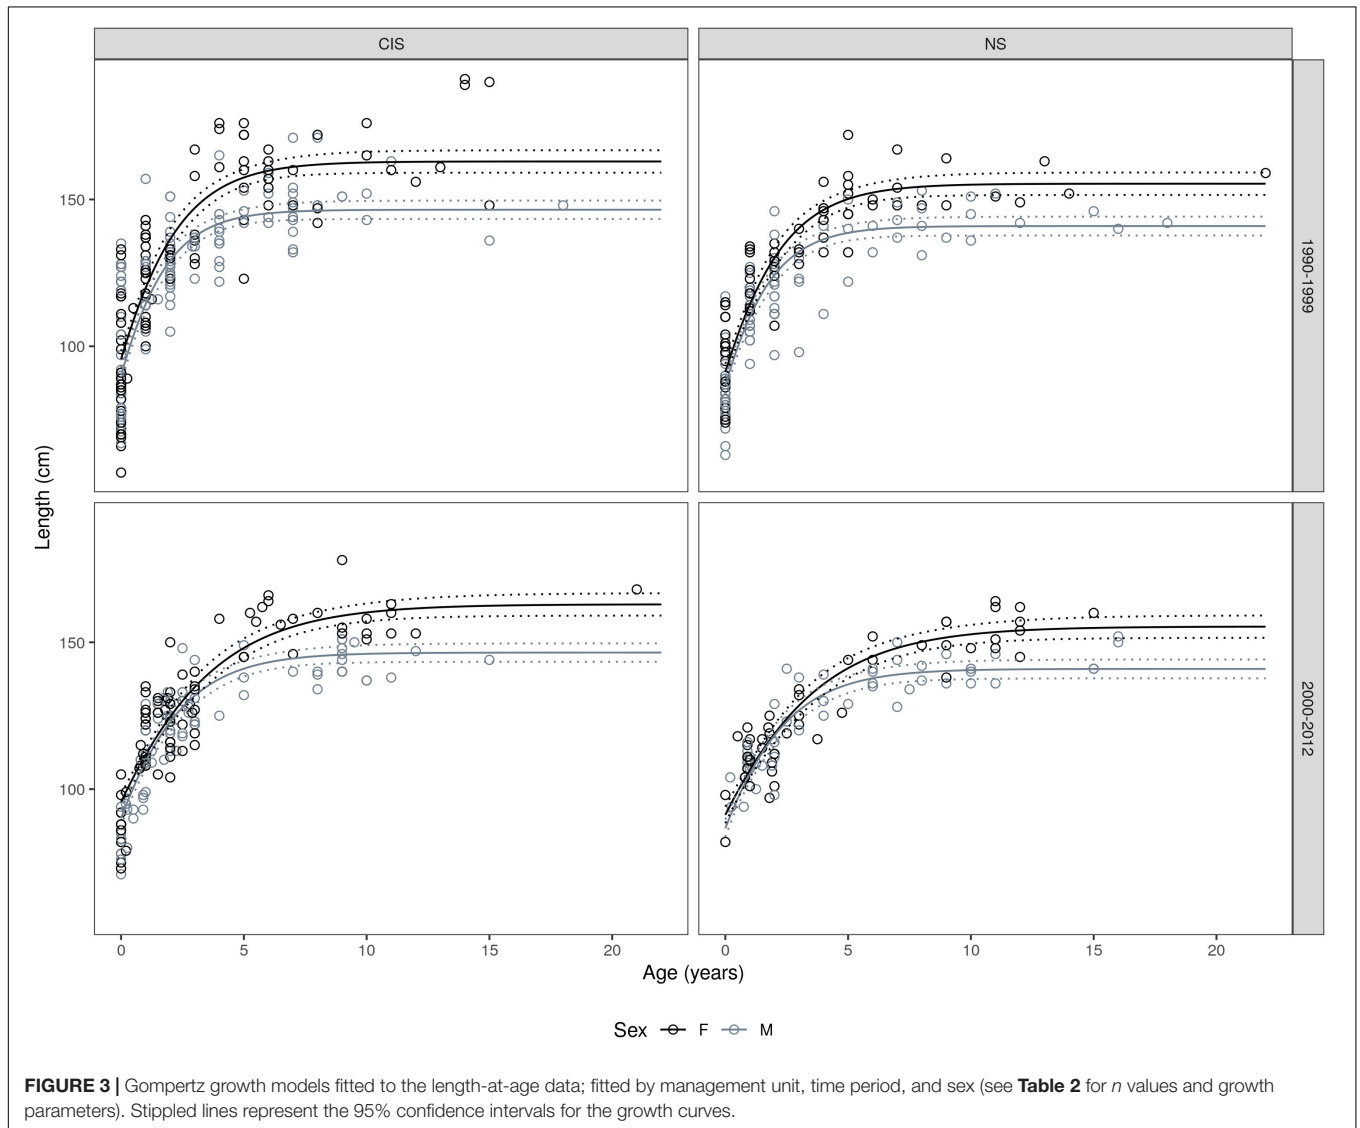 CIS
NS
150
100
1990-1999
Length (cm)
150
100
2000-2012
0 5 10 15 20
0 5 10 15 20
Age (years)
Sex F M
FIGURE 3 | Gompertz growth models fitted to the length-at-age data; fitted by management unit, time period, and sex (see Table 2 for n values and growth
parameters). Stippled lines represent the 95% confidence intervals for the growth curves.